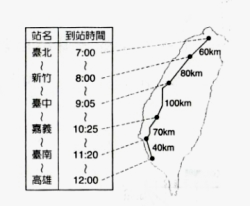 站名 到站時間
臺北 7:00
~
新竹 8:00
~
臺中 9:05
~
嘉義 10:25
~
臺南 11:20
~
高雄 12:00
60km
80km
100km
70km
40km